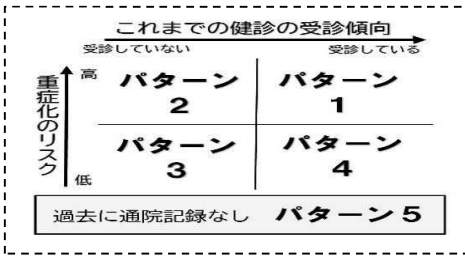 これまでの健診の受診傾向
受診していない 受診している
重症化のリスク
高
低
パターン 2
パターン 1
パターン 3
パターン 4
過去に通院記録なし パターン5